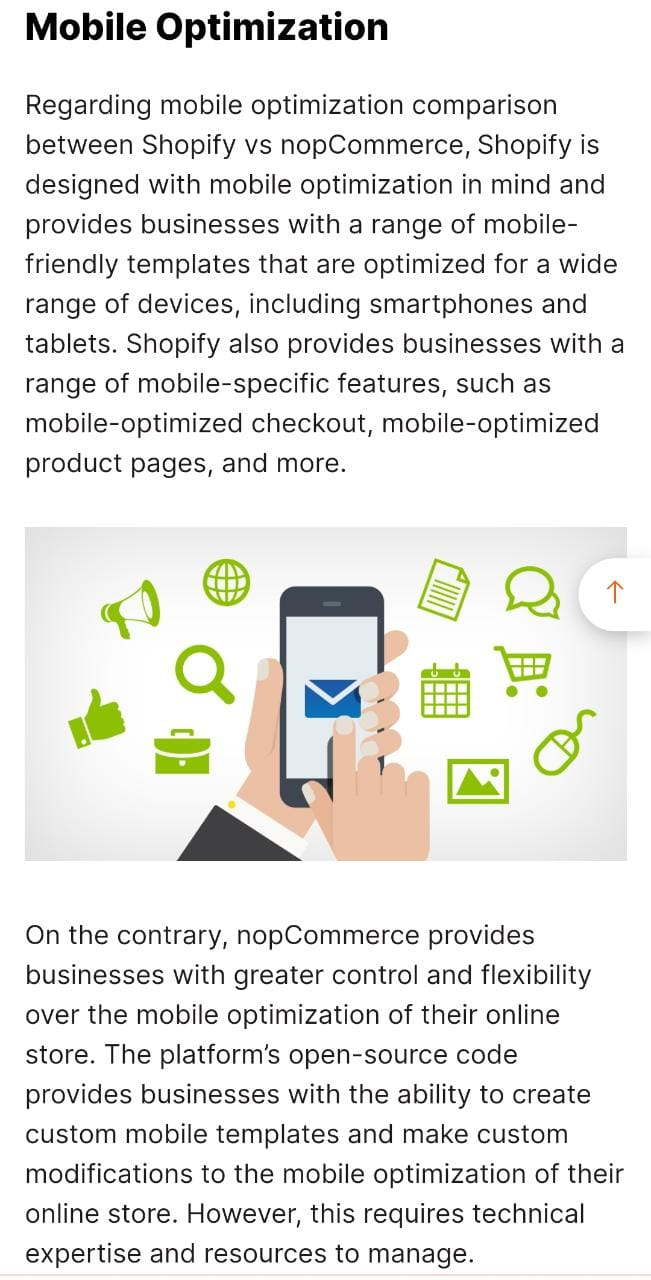 Mobile Optimization
Regarding mobile optimization comparison
between Shopify vs nopCommerce, Shopify is
designed with mobile optimization in mind and
provides businesses with a range of mobile-
friendly templates that are optimized for a wide
range of devices, including smartphones and
tablets. Shopify also provides businesses with a
range of mobile-specific features, such as
mobile-optimized checkout, mobile-optimized
product pages, and more.
On the contrary, nopCommerce provides
businesses with greater control and flexibility
over the mobile optimization of their online
store. The platform’s open-source code
provides businesses with the ability to create
custom mobile templates and make custom
modifications to the mobile optimization of their
online store. However, this requires technical
expertise and resources to manage.